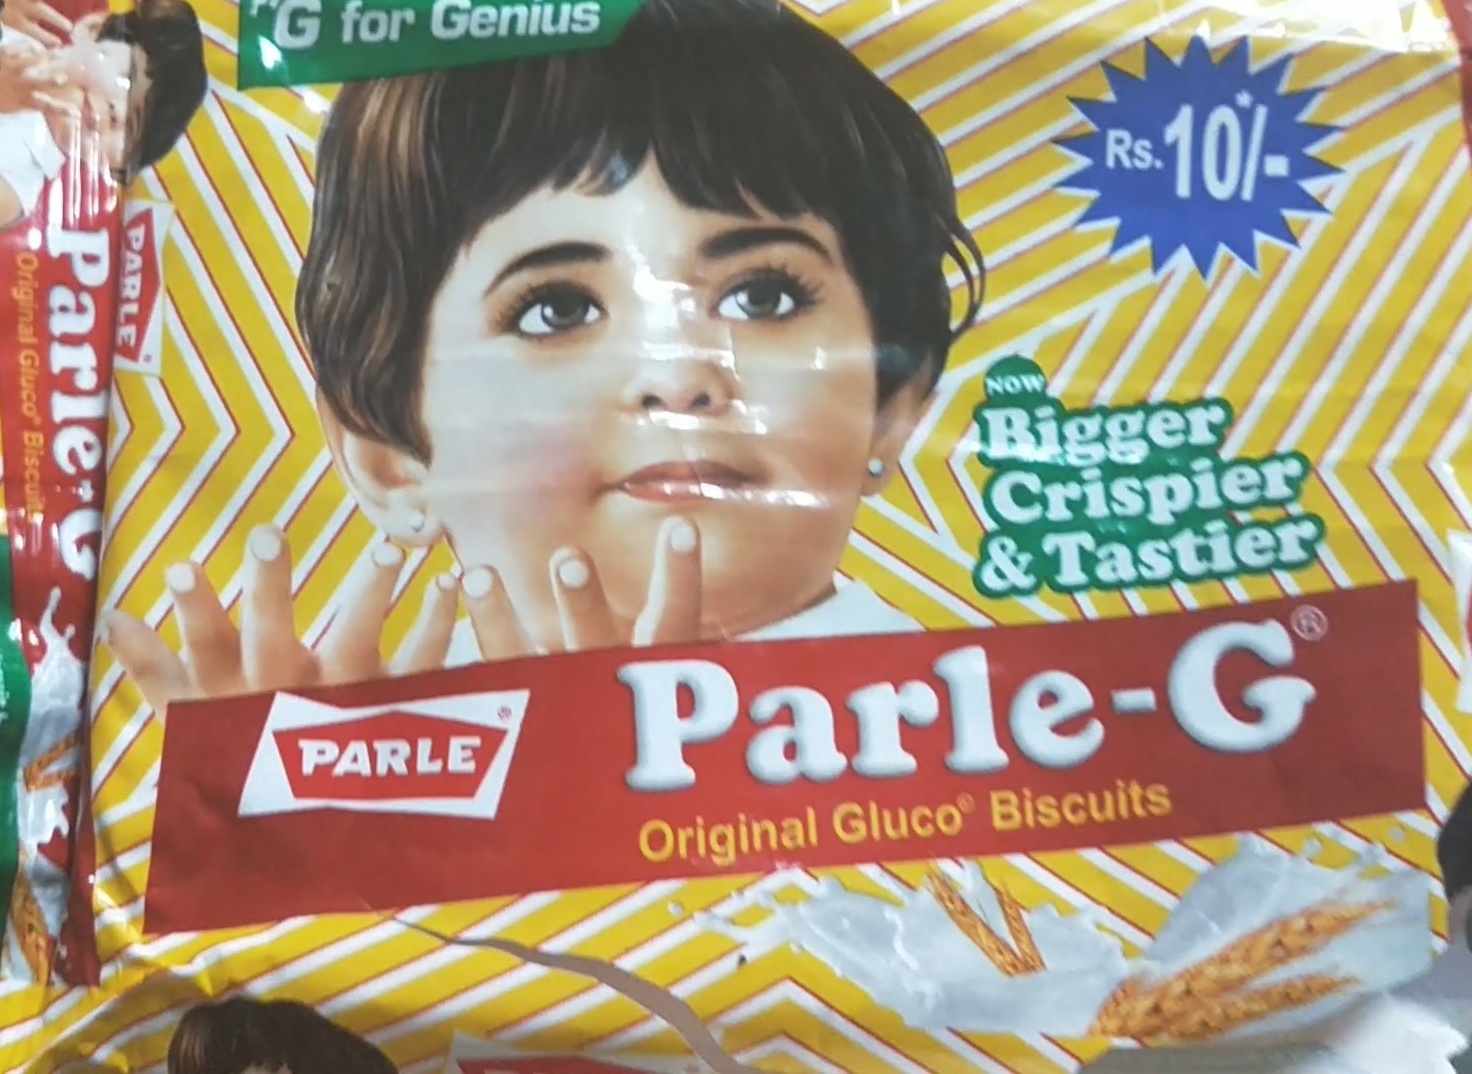 G for Genius
Rs.10*/-
NOW
Bigger
Crispier
& Tastier
PARLE®
Parle-G®
Original Gluco® Biscuits
PARLE
Parle-G
Original Gluco® Biscuits